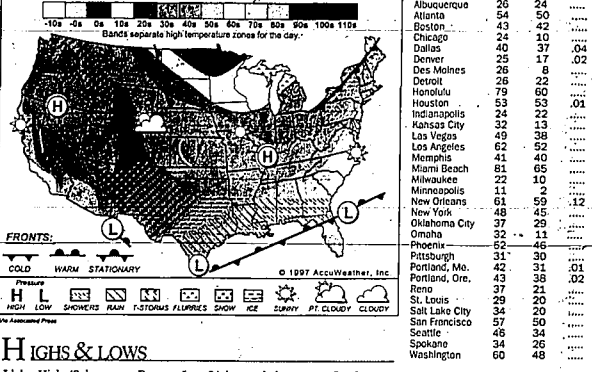 -10s -0s 0s 10s 20s 30s 40s 50s 60s 70s 80s 90s 100s 110s
Bands separate high temperature zones for the day.
H
H
L
L
L
FRONTS:
COLD WARM STATIONARY
© 1997 AccuWeather, Inc.
Pressure
H L
HIGH LOW SHOWERS RAIN T-STORMS FLURRIES SNOW ICE SUNNY PT. CLOUDY CLOUDY
Via Associated Press
HIGHS & LOWS
Albuquerque 26 24 .....
Atlanta 54 50 .....
Boston 43 42 .....
Chicago 24 10 .....
Dallas 40 37 .04
Denver 25 17 .02
Des Moines 26 8 .....
Detroit 26 22 .....
Honolulu 79 60 .....
Houston 53 53 .01
Indianapolis 24 22 .....
Kansas City 32 13 .....
Las Vegas 49 38 .....
Los Angeles 62 52 .....
Memphis 41 40 .....
Miami Beach 81 65 .....
Milwaukee 22 10 .....
Minneapolis 11 2 .....
New Orleans 61 59 .12
New York 48 45 .....
Oklahoma City 37 29 .....
Omaha 32 11 .....
Phoenix 62 46 .....
Pittsburgh 31 30 .....
Portland, Me. 42 31 .01
Portland, Ore. 43 38 .02
Reno 37 21 .....
St. Louis 29 20 .....
Salt Lake City 34 20 .....
San Francisco 57 50 .....
Seattle 46 34 .....
Spokane 34 26 .....
Washington 60 48 .....